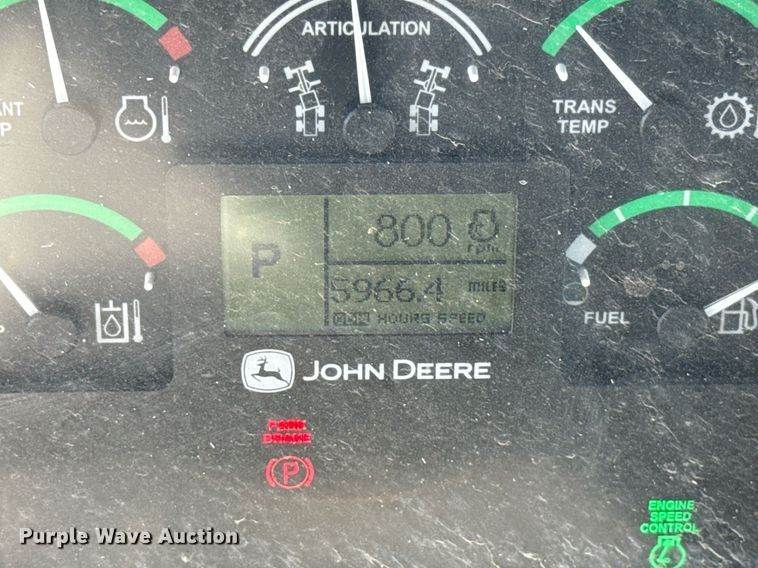 ARTICULATION
ANT
P
TRANS
TEMP
P
800
rpm
5966.4 MILES
HOURS SPEED
FUEL
P
JOHN DEERE
P
ENGINE
SPEED
CONTROL
Purple Wave Auction